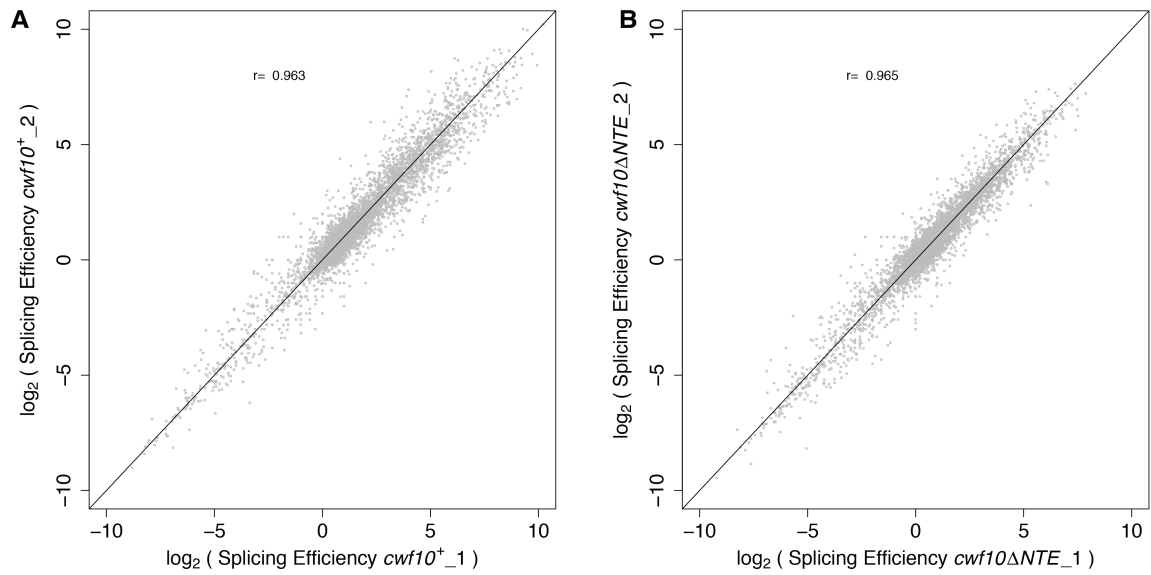 A
r= 0.963
log₂ ( Splicing Efficiency cwf10⁺_2 )
10
5
0
−5
−10
−10 −5 0 5 10
log₂ ( Splicing Efficiency cwf10⁺_1 )
B
r= 0.965
log₂ ( Splicing Efficiency cwf10ΔNTE_2 )
10
5
0
−5
−10
−10 −5 0 5 10
log₂ ( Splicing Efficiency cwf10ΔNTE_1 )